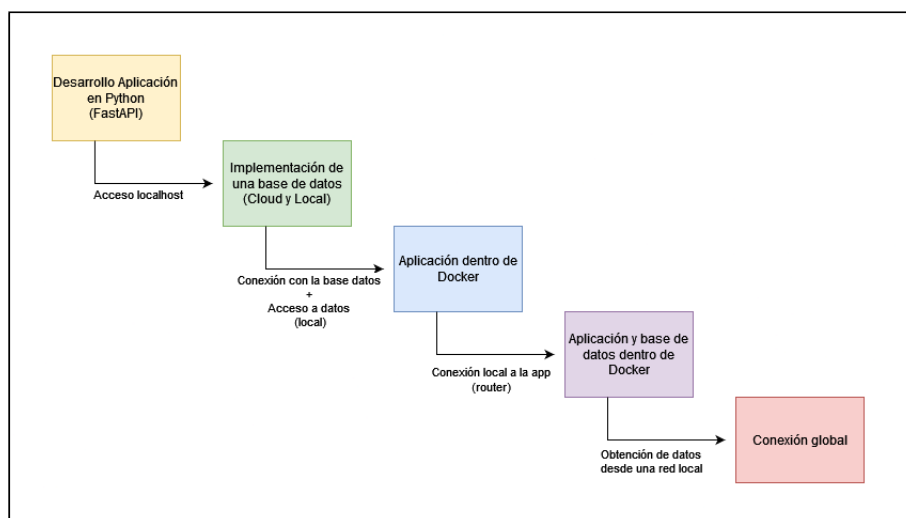 Desarrollo Aplicación
en Python
(FastAPI)
Acceso localhost
Implementación de
una base de datos
(Cloud y Local)
Conexión con la base datos
+
Acceso a datos
(local)
Aplicación dentro de
Docker
Conexión local a la app
(router)
Aplicación y base de
datos dentro de
Docker
Obtención de datos
desde una red local
Conexión global